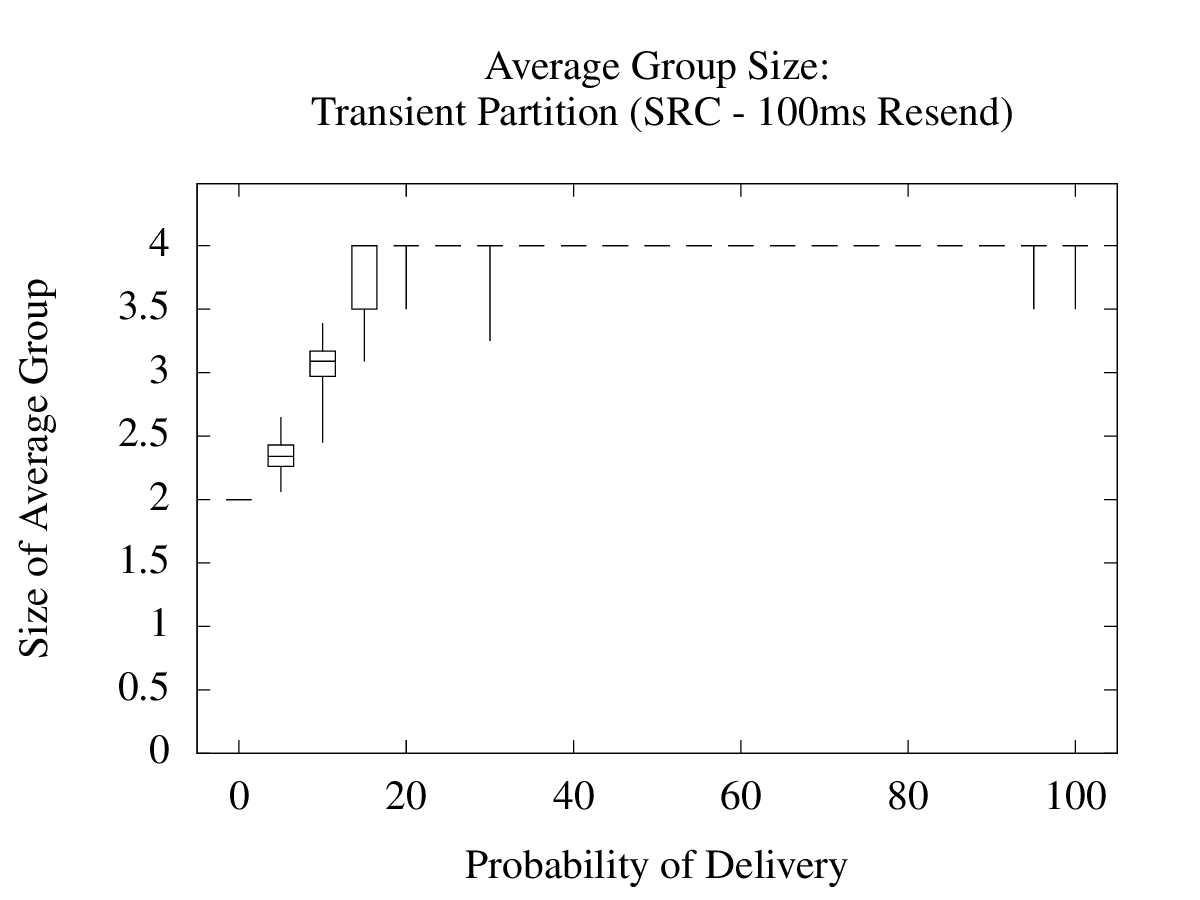 Average Group Size:
Transient Partition (SRC - 100ms Resend)
4
3.5
3
2.5
2
1.5
1
0.5
0
Size of Average Group
0 20 40 60 80 100
Probability of Delivery